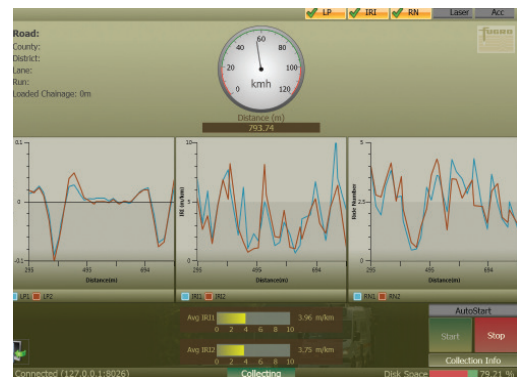 LP IRI RN Laser Acc
Road:
County:
District:
Lane:
Run:
Loaded Chainage: 0m
fugro
0 20 40 60 80 100 120
kmh
Distance (m)
793.74
0.1
0
-0.1
295 495 694
Distance(m)
LP1 LP2
10
5
0
IRI (m/km)
295 495 694
Distance(m)
IRI1 IRI2
5
2.5
0
Ride Number
295 495 694
Distance(m)
RN1 RN2
Avg IRI1 3.96 m/km
0 2 4 6 8 10
Avg IRI2 3.75 m/km
0 2 4 6 8 10
AutoStart
Start Stop
Collection Info
Connected (127.0.0.1:8026) Collecting Disk Space 79.21 %